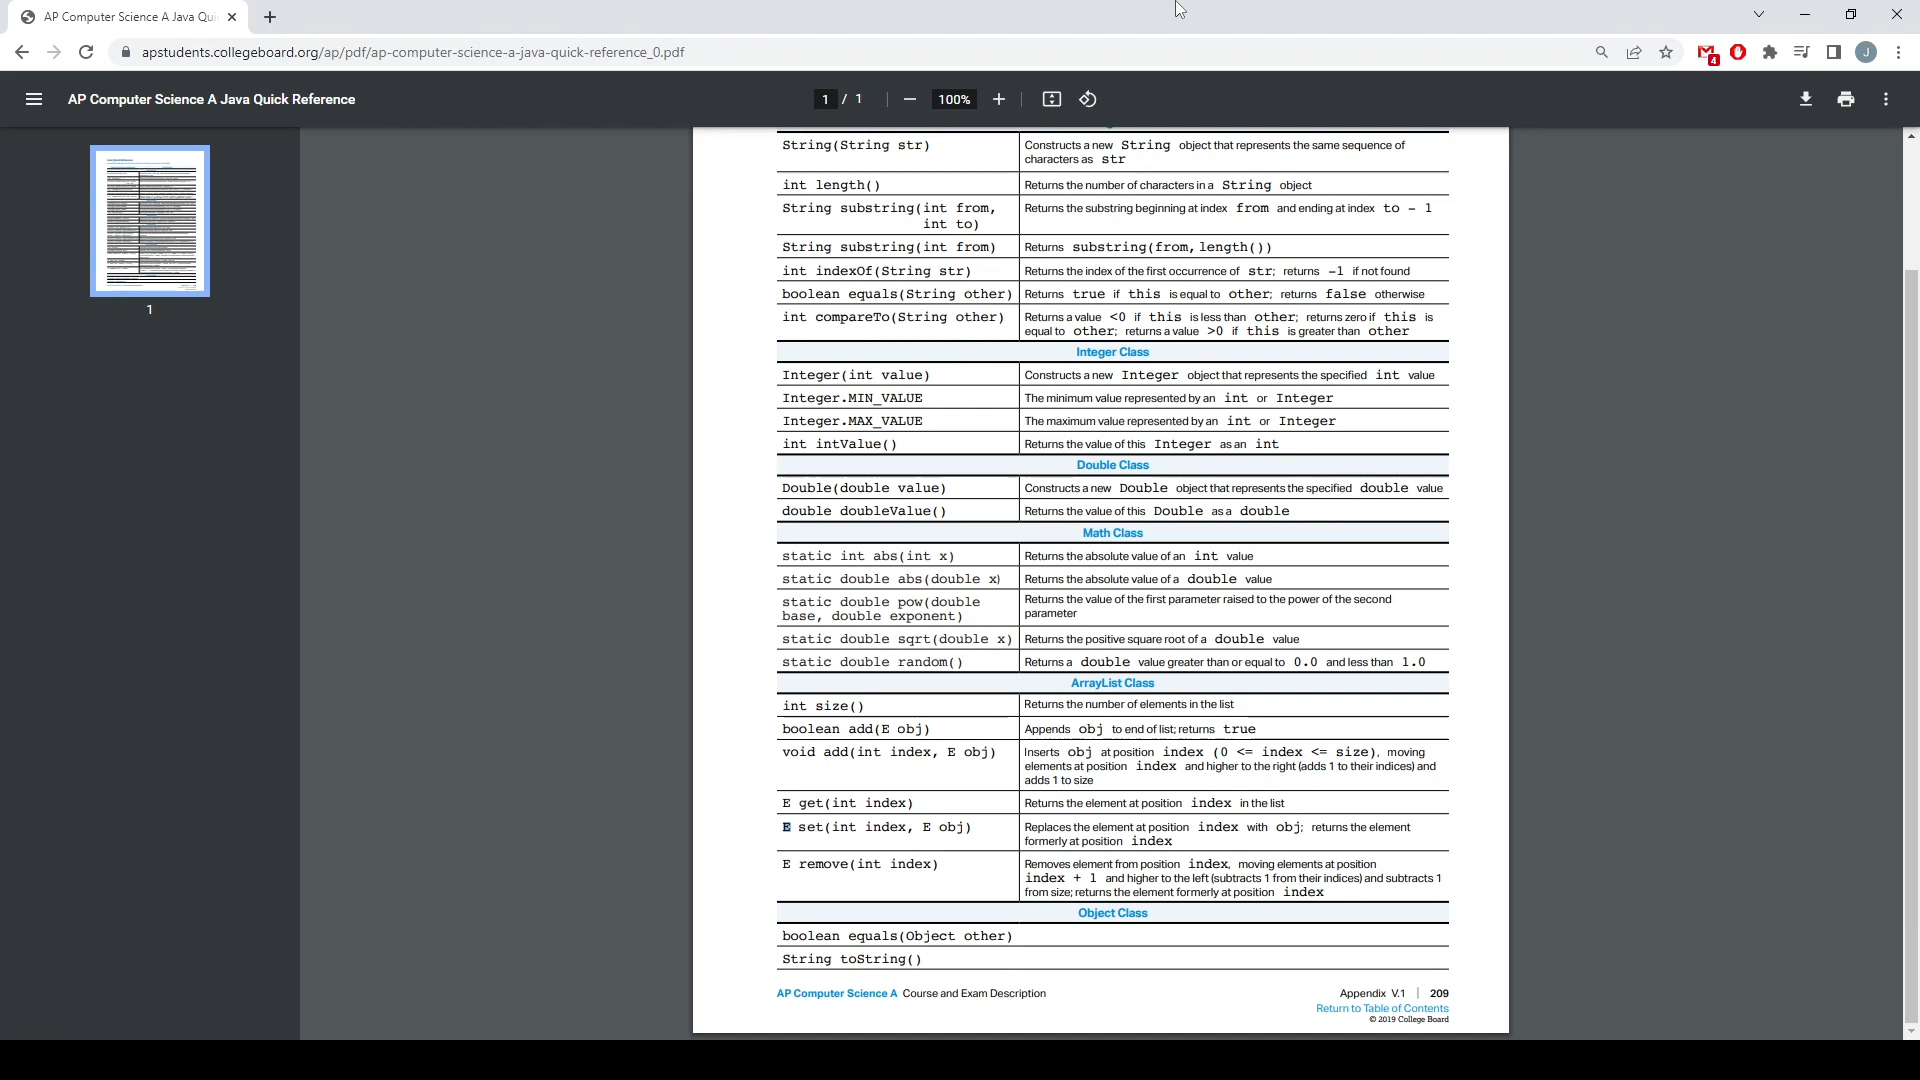 AP Computer Science A Java Qui
apstudents.collegeboard.org/ap/pdf/ap-computer-science-a-java-quick-reference_0.pdf
4
J
AP Computer Science A Java Quick Reference
1 / 1
100%
1
String(String str)
Constructs a new String object that represents the same sequence of
characters as str
int length()
Returns the number of characters in a String object
String substring(int from,
int to)
Returns the substring beginning at index from and ending at index to - 1
String substring(int from)
Returns substring(from, length())
int indexOf(String str)
Returns the index of the first occurrence of str; returns -1 if not found
boolean equals(String other)
Returns true if this is equal to other; returns false otherwise
int compareTo(String other)
Returns a value <0 if this is less than other; returns zero if this is
equal to other; returns a value >0 if this is greater than other
Integer Class
Integer(int value)
Constructs a new Integer object that represents the specified int value
Integer.MIN_VALUE
The minimum value represented by an int or Integer
Integer.MAX_VALUE
The maximum value represented by an int or Integer
int intValue()
Returns the value of this Integer as an int
Double Class
Double(double value)
Constructs a new Double object that represents the specified double value
double doubleValue()
Returns the value of this Double as a double
Math Class
static int abs(int x)
Returns the absolute value of an int value
static double abs(double x)
Returns the absolute value of a double value
static double pow(double
base, double exponent)
Returns the value of the first parameter raised to the power of the second
parameter
static double sqrt(double x)
Returns the positive square root of a double value
static double random()
Returns a double value greater than or equal to 0.0 and less than 1.0
ArrayList Class
int size()
Returns the number of elements in the list
boolean add(E obj)
Appends obj to end of list; returns true
void add(int index, E obj)
Inserts obj at position index (0 <= index <= size), moving
elements at position index and higher to the right (adds 1 to their indices) and
adds 1 to size
E get(int index)
Returns the element at position index in the list
E set(int index, E obj)
Replaces the element at position index with obj; returns the element
formerly at position index
E remove(int index)
Removes element from position index, moving elements at position
index + 1 and higher to the left (subtracts 1 from their indices) and subtracts 1
from size; returns the element formerly at position index
Object Class
boolean equals(Object other)
String toString()
AP Computer Science A Course and Exam Description
Appendix V.1 | 209
Return to Table of Contents
© 2019 College Board